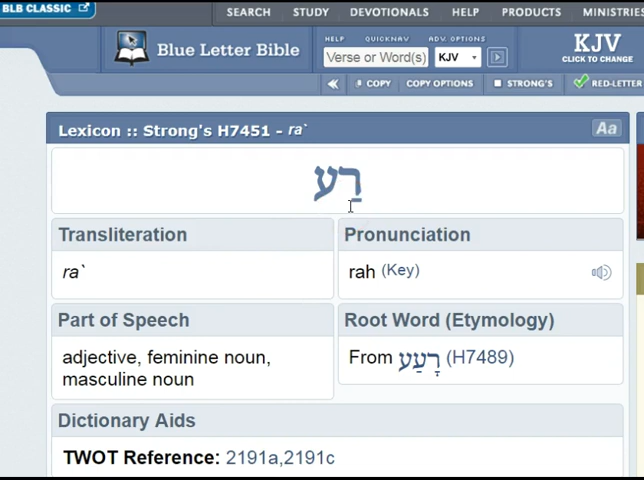 BLB CLASSIC
SEARCH STUDY DEVOTIONALS HELP PRODUCTS MINISTRIES
Blue Letter Bible
HELP QUICKNAV ADV. OPTIONS
Verse or Word(s) KJV
KJV
CLICK TO CHANGE
COPY COPY OPTIONS STRONG'S RED-LETTER
Lexicon :: Strong's H7451 - ra`
Aa
רַע
Transliteration
ra`
Pronunciation
rah (Key)
Part of Speech
adjective, feminine noun,
masculine noun
Root Word (Etymology)
From רָעַע (H7489)
Dictionary Aids
TWOT Reference: 2191a,2191c